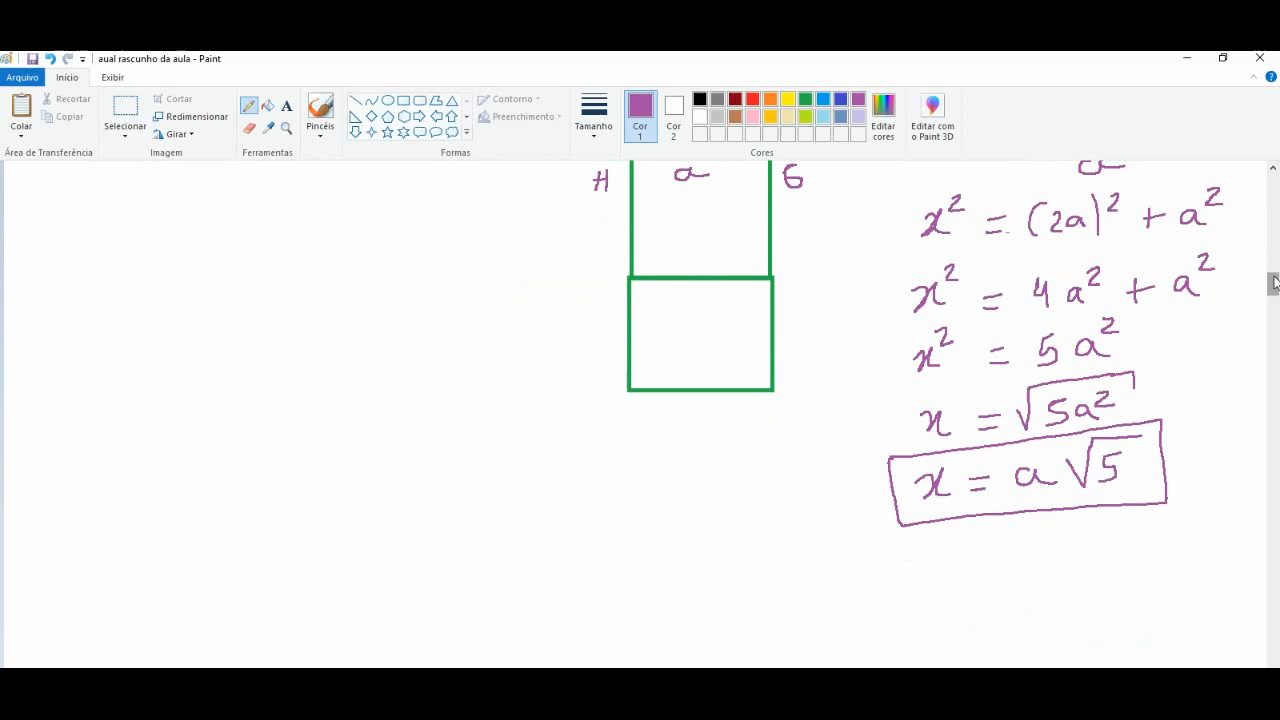 aual rascunho da aula - Paint
Arquivo Início Exibir
Colar
Recortar
Copiar
Área de Transferência
Selecionar
Cortar
Redimensionar
Girar
Imagem
A
Ferramentas
Pincéis
Contorno
Preenchimento
Formas
Tamanho
Cor 1
Cor 2
Editar cores
Cores
Editar com o Paint 3D
H a G
x² = (2a)² + a²
x² = 4a² + a²
x² = 5a²
x = √5a²
x = a√5